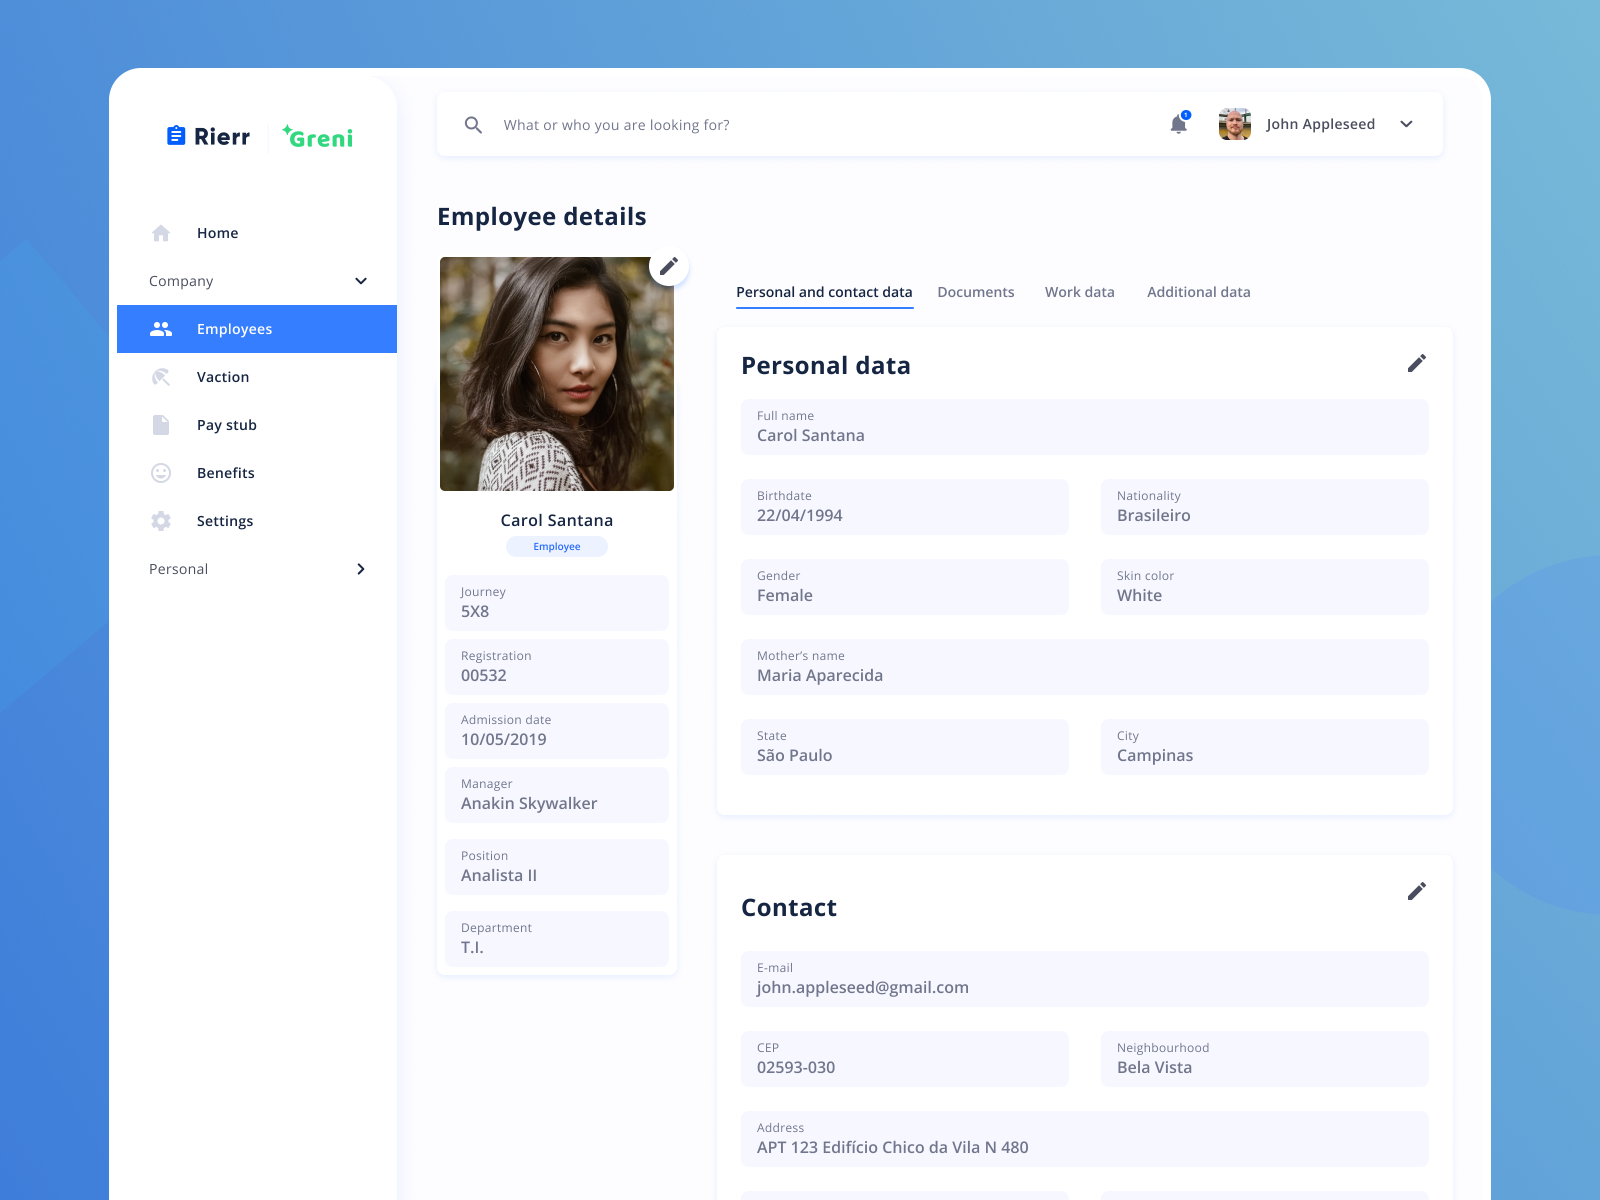 Rierr
Greni
What or who you are looking for?
1
John Appleseed
Home
Company
Employees
Vaction
Pay stub
Benefits
Settings
Personal
Employee details
Carol Santana
Employee
Journey
5X8
Registration
00532
Admission date
10/05/2019
Manager
Anakin Skywalker
Position
Analista II
Department
T.I.
Personal and contact data Documents Work data Additional data
Personal data
Full name
Carol Santana
Birthdate
22/04/1994
Nationality
Brasileiro
Gender
Female
Skin color
White
Mother’s name
Maria Aparecida
State
São Paulo
City
Campinas
Contact
E-mail
john.appleseed@gmail.com
CEP
02593-030
Neighbourhood
Bela Vista
Address
APT 123 Edifício Chico da Vila N 480